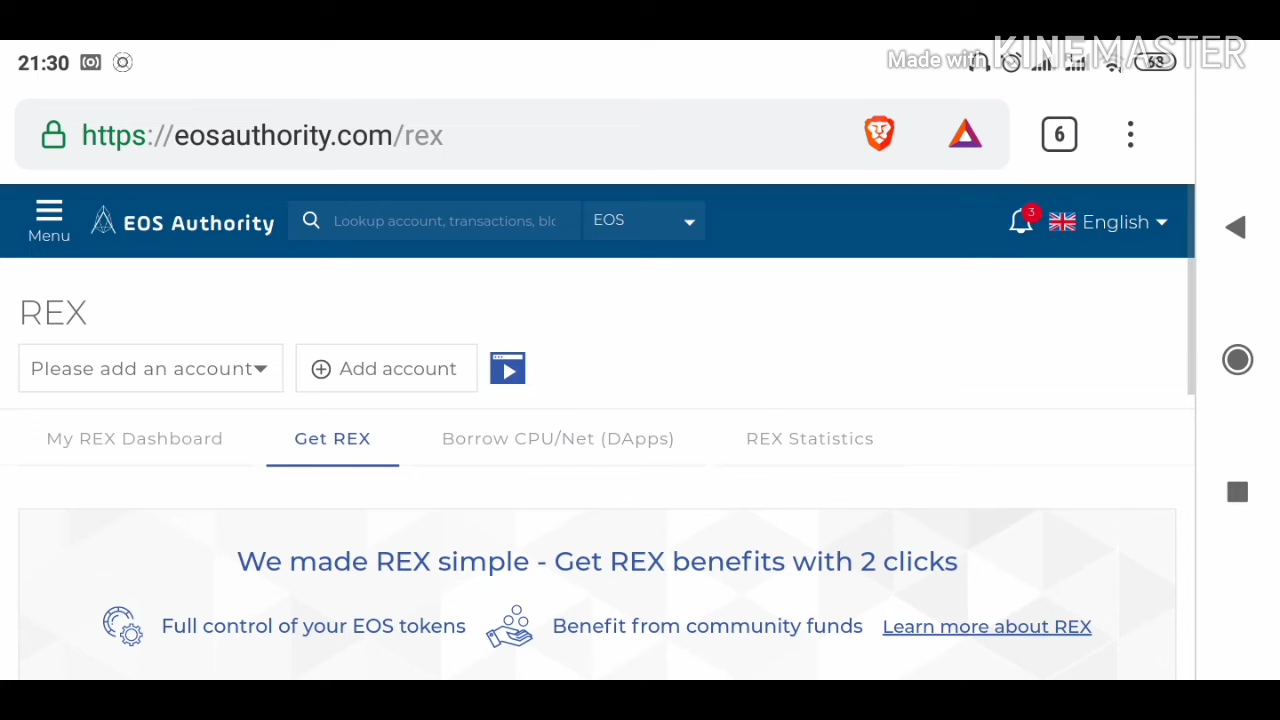 Made with KINEMASTER
21:30
63
https://eosauthority.com/rex
6
Menu
EOS Authority
Lookup account, transactions, blo
EOS
3
English
REX
Please add an account
Add account
My REX Dashboard
Get REX
Borrow CPU/Net (DApps)
REX Statistics
We made REX simple - Get REX benefits with 2 clicks
Full control of your EOS tokens
Benefit from community funds
Learn more about REX